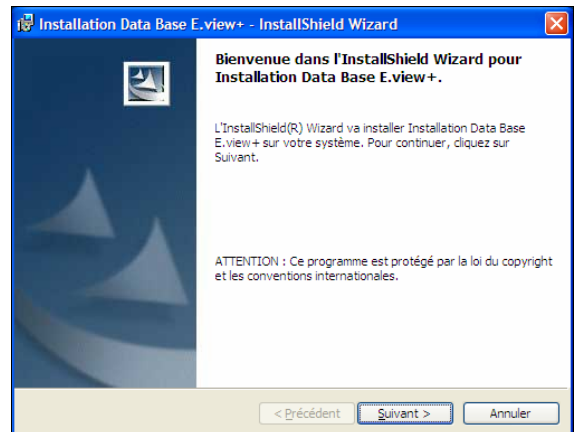 Installation Data Base E.view+ - InstallShield Wizard
Bienvenue dans l'InstallShield Wizard pour
Installation Data Base E.view+.
L'InstallShield(R) Wizard va installer Installation Data Base
E.view+ sur votre système. Pour continuer, cliquez sur
Suivant.
ATTENTION : Ce programme est protégé par la loi du copyright
et les conventions internationales.
< Précédent
Suivant >
Annuler